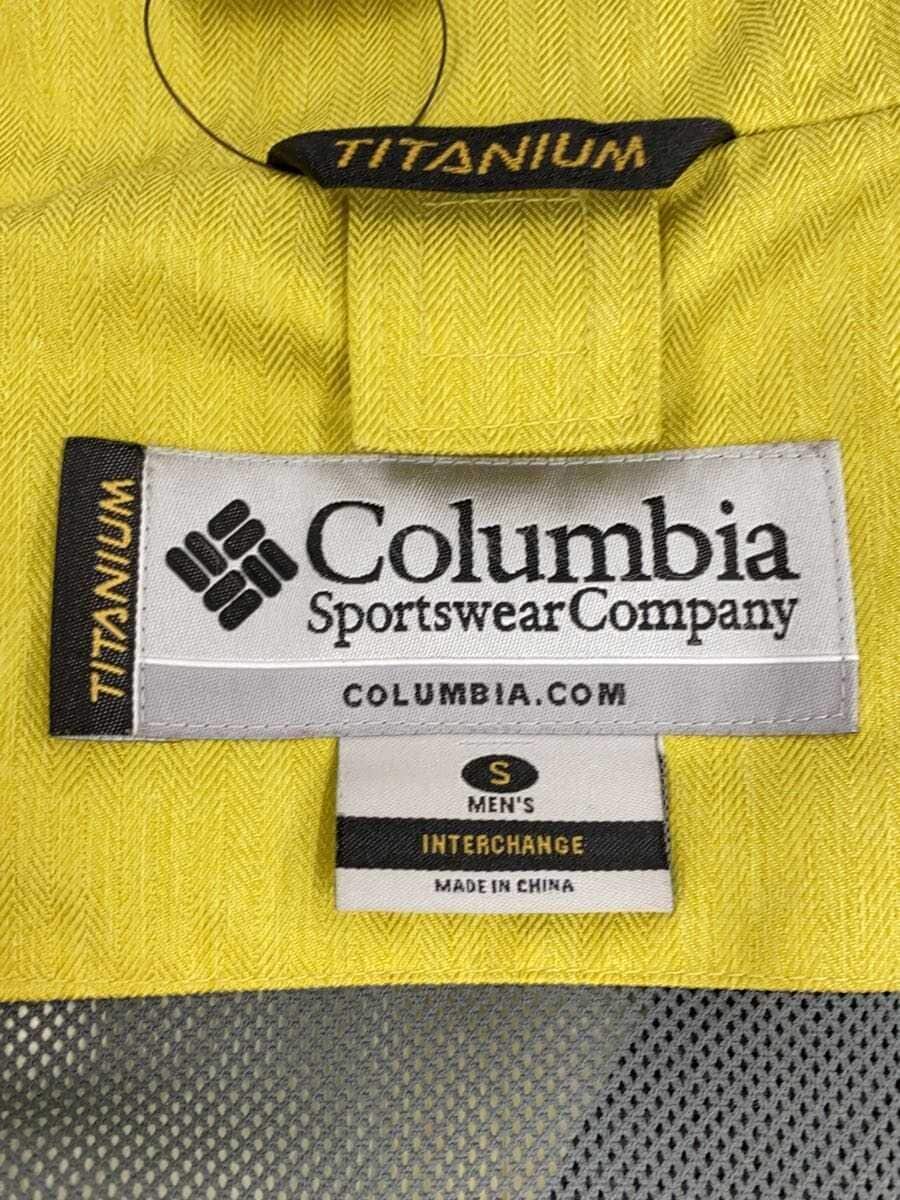 TITANIUM
TITANIUM
Columbia
Sportswear Company
COLUMBIA.COM
S
MEN'S
INTERCHANGE
MADE IN CHINA